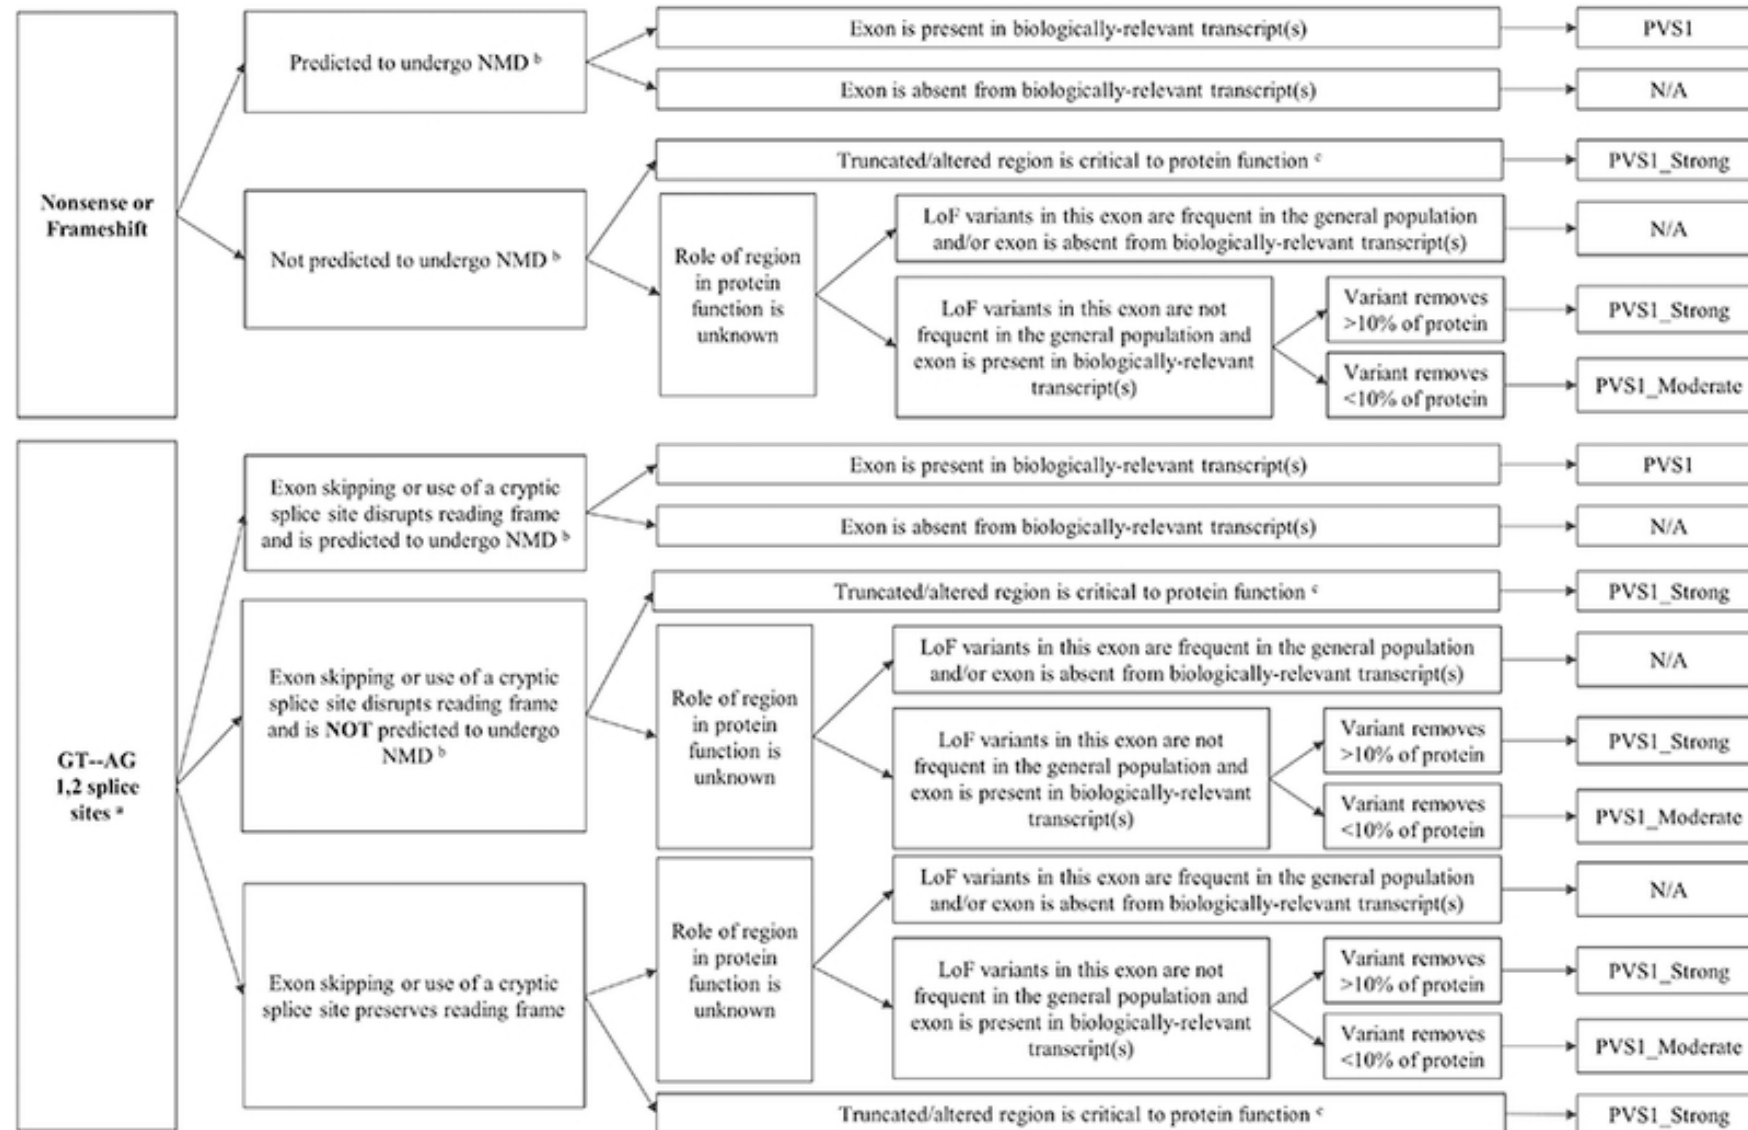 Nonsense or
Frameshift
Predicted to undergo NMD b
Exon is present in biologically-relevant transcript(s)
PVS1
Exon is absent from biologically-relevant transcript(s)
N/A
Not predicted to undergo NMD b
Truncated/altered region is critical to protein function c
PVS1_Strong
Role of region
in protein
function is
unknown
LoF variants in this exon are frequent in the general population
and/or exon is absent from biologically-relevant transcript(s)
N/A
LoF variants in this exon are not
frequent in the general population and
exon is present in biologically-relevant
transcript(s)
Variant removes
>10% of protein
PVS1_Strong
Variant removes
<10% of protein
PVS1_Moderate
GT--AG
1,2 splice
sites a
Exon skipping or use of a cryptic
splice site disrupts reading frame
and is predicted to undergo NMD b
Exon is present in biologically-relevant transcript(s)
PVS1
Exon is absent from biologically-relevant transcript(s)
N/A
Exon skipping or use of a cryptic
splice site disrupts reading frame
and is NOT predicted to undergo
NMD b
Truncated/altered region is critical to protein function c
PVS1_Strong
Role of region
in protein
function is
unknown
LoF variants in this exon are frequent in the general population
and/or exon is absent from biologically-relevant transcript(s)
N/A
LoF variants in this exon are not
frequent in the general population and
exon is present in biologically-relevant
transcript(s)
Variant removes
>10% of protein
PVS1_Strong
Variant removes
<10% of protein
PVS1_Moderate
Exon skipping or use of a cryptic
splice site preserves reading frame
Role of region
in protein
function is
unknown
LoF variants in this exon are frequent in the general population
and/or exon is absent from biologically-relevant transcript(s)
N/A
LoF variants in this exon are not
frequent in the general population and
exon is present in biologically-relevant
transcript(s)
Variant removes
>10% of protein
PVS1_Strong
Variant removes
<10% of protein
PVS1_Moderate
Truncated/altered region is critical to protein function c
PVS1_Strong